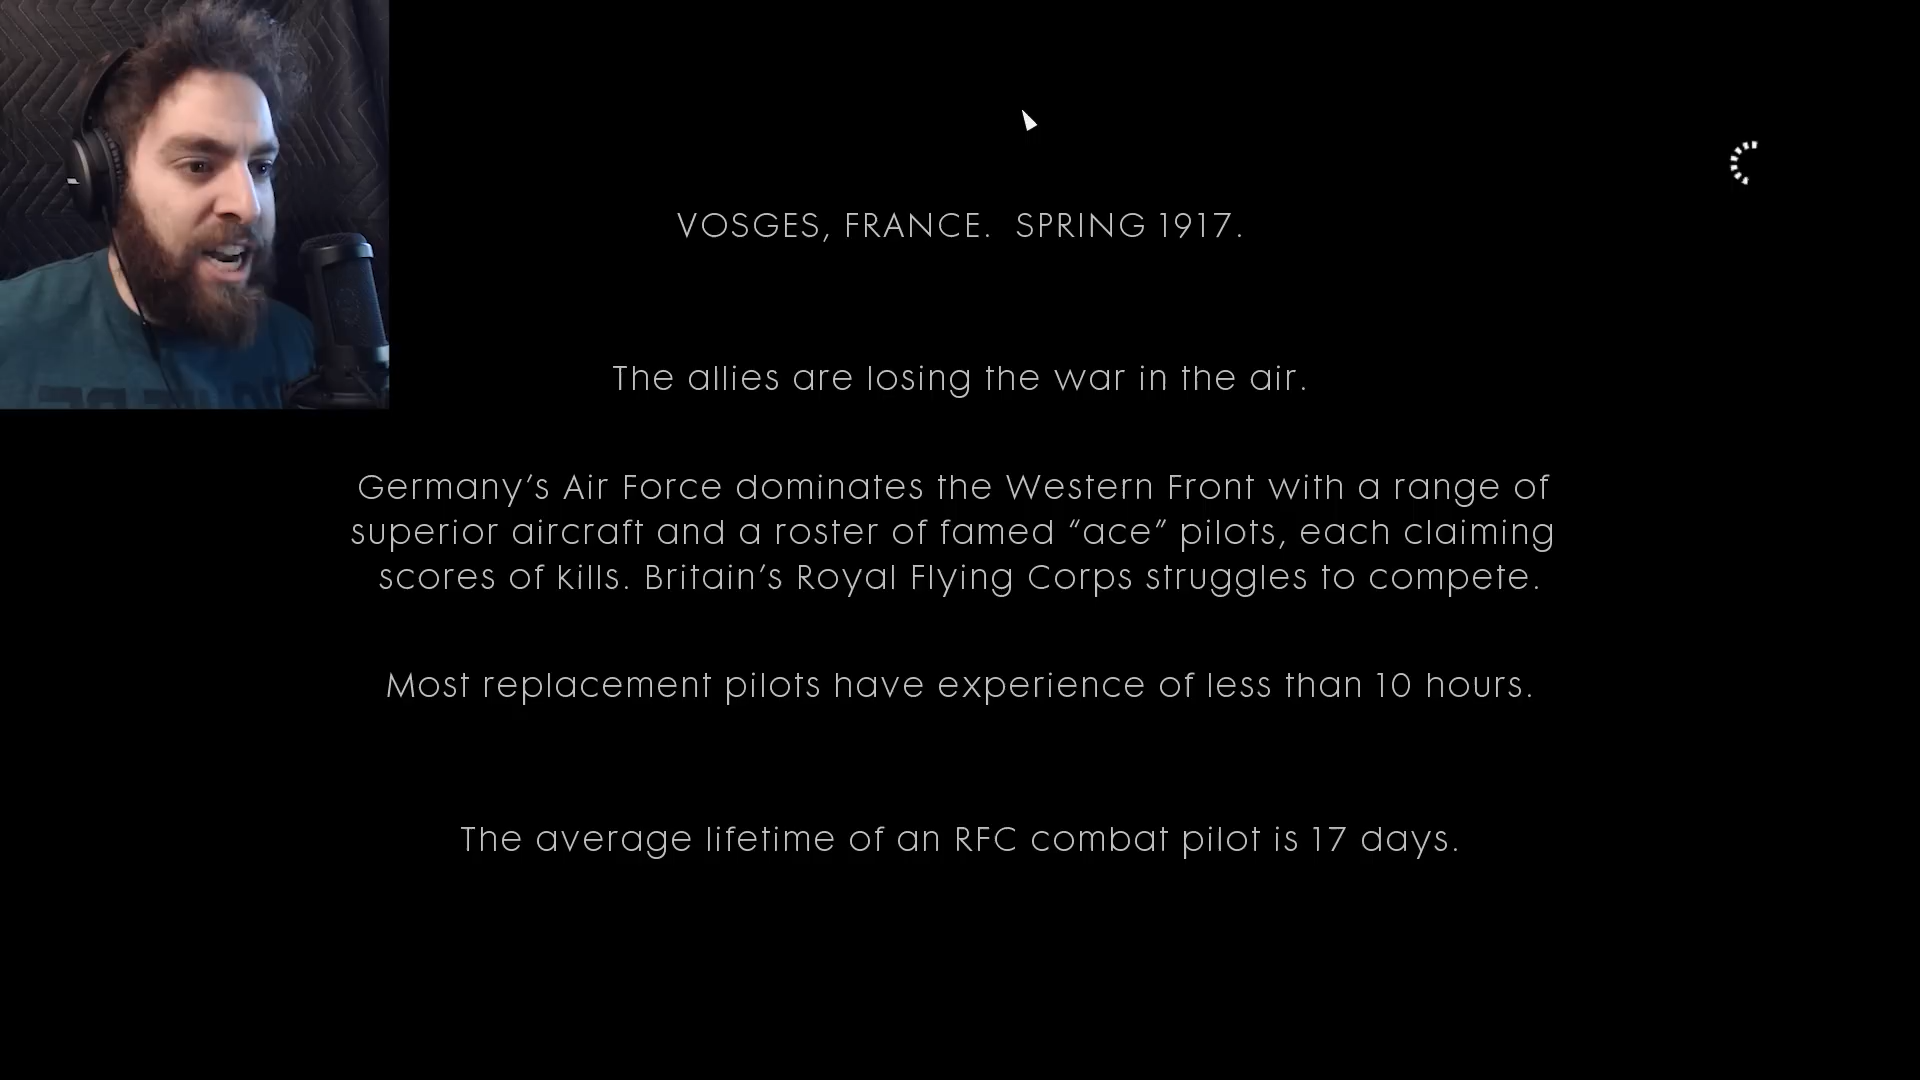 VOSGES, FRANCE. SPRING 1917.
The allies are losing the war in the air.
Germany's Air Force dominates the Western Front with a range of
superior aircraft and a roster of famed “ace” pilots, each claiming
scores of kills. Britain's Royal Flying Corps struggles to compete.
Most replacement pilots have experience of less than 10 hours.
The average lifetime of an RFC combat pilot is 17 days.